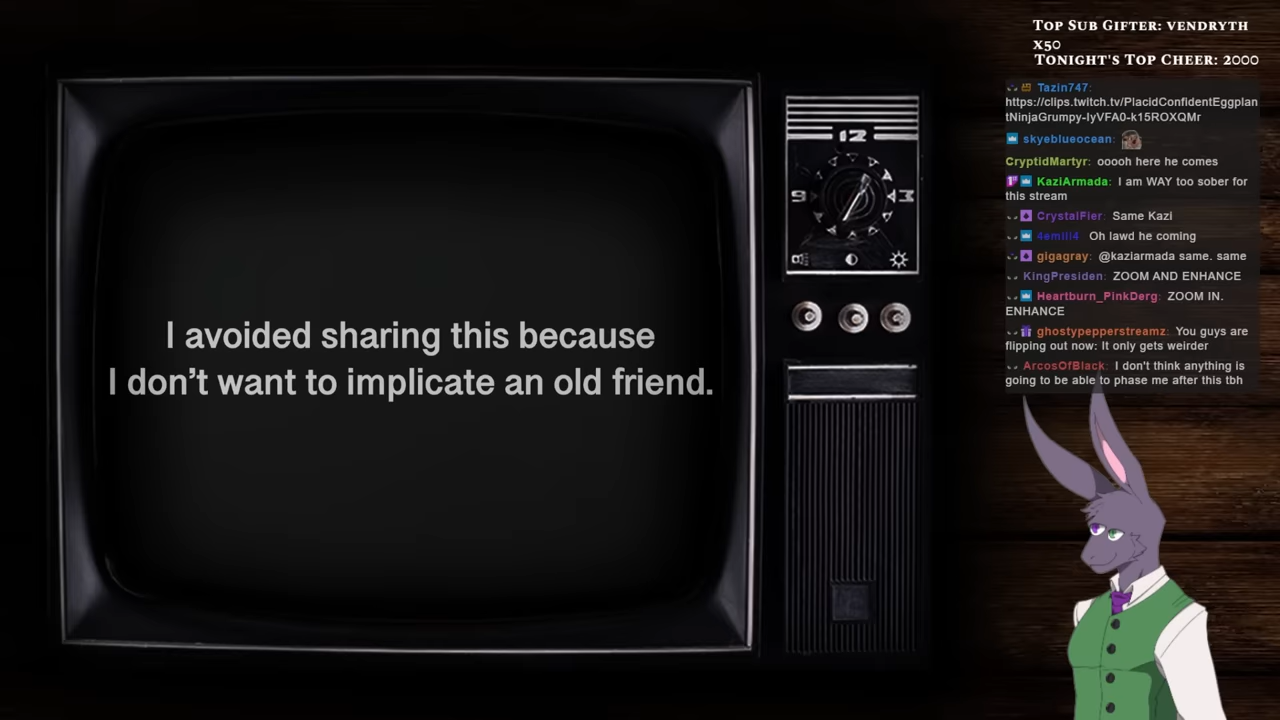 I avoided sharing this because
I don't want to implicate an old friend.
12
9
3
Top Sub Gifter: vendryth
x50
Tonight's Top Cheer: 2000
Tazin747:
https://clips.twitch.tv/PlacidConfidentEggplan
tNinjaGrumpy-lyVFA0-k15ROXQMr
skyeblueocean:
CryptidMartyr: ooooh here he comes
KaziArmada: I am WAY too sober for
this stream
CrystalFier: Same Kazi
4emili4 Oh lawd he coming
gigagray: @kaziarmada same. same
KingPresiden: ZOOM AND ENHANCE
Heartburn_PinkDerg: ZOOM IN.
ENHANCE
ghostypepperstreamz: You guys are
flipping out now: It only gets weirder
ArcosOfBlack: I don't think anything is
going to be able to phase me after this tbh